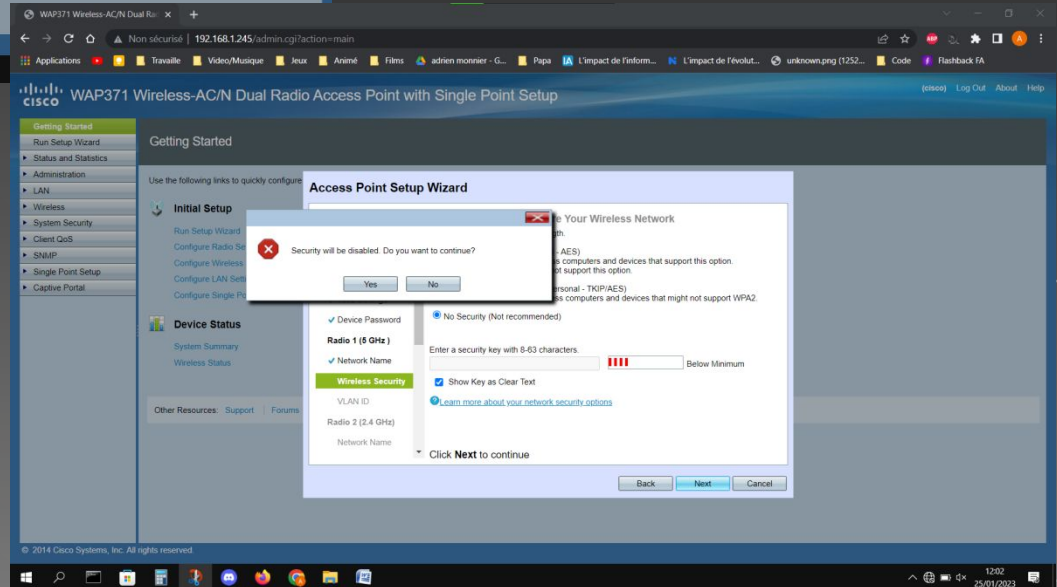 WAP371 Wireless-AC/N Dual Ra
Non sécurisé | 192.168.1.245/admin.cgi?action=main
Applications Travaille Video/Musique Jeux Animé Films adrien monnier - G... Papa L'impact de l'inform... L'impact de l'évolut... unknown.png (1252... Code Flashback FA
CISCO WAP371 Wireless-AC/N Dual Radio Access Point with Single Point Setup
(cisco) Log Out About Help
Getting Started
Run Setup Wizard
Status and Statistics
Administration
LAN
Wireless
System Security
Client QoS
SNMP
Single Point Setup
Captive Portal
Getting Started
Use the following links to quickly configure
Initial Setup
Run Setup Wizard
Configure Radio Se
Configure Wireless
Configure LAN Setti
Configure Single Po
Device Status
System Summary
Wireless Status
Other Resources: Support | Forums
Access Point Setup Wizard
e Your Wireless Network
gth.
- AES)
s computers and devices that support this option.
ot support this option.
ersonal - TKIP/AES)
ss computers and devices that might not support WPA2.
Security will be disabled. Do you want to continue?
Yes No
Device Password
Radio 1 (5 GHz )
Network Name
Wireless Security
VLAN ID
Radio 2 (2.4 GHz)
Network Name
No Security (Not recommended)
Enter a security key with 8-63 characters.
Below Minimum
Show Key as Clear Text
Learn more about your network security options
Click Next to continue
Back Next Cancel
© 2014 Cisco Systems, Inc. All rights reserved.
12:02
25/01/2023